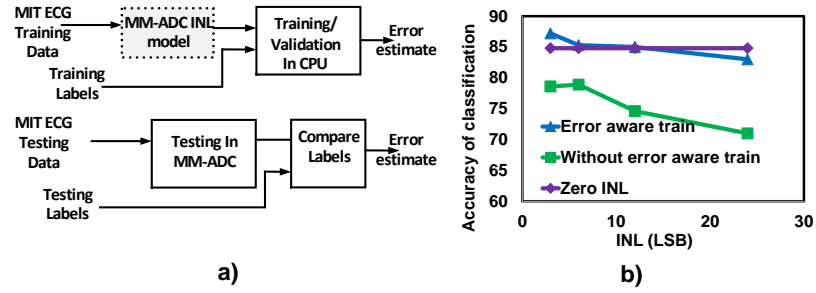 MIT ECG
Training
Data
MM-ADC INL
model
Training/
Validation
In CPU
Error
estimate
Training
Labels
MIT ECG
Testing
Data
Testing In
MM-ADC
Compare
Labels
Error
estimate
Testing
Labels
a)
Accuracy of classification
90
85
80
75
70
65
60
Error aware train
Without error aware train
Zero INL
0
10
20
30
INL (LSB)
b)